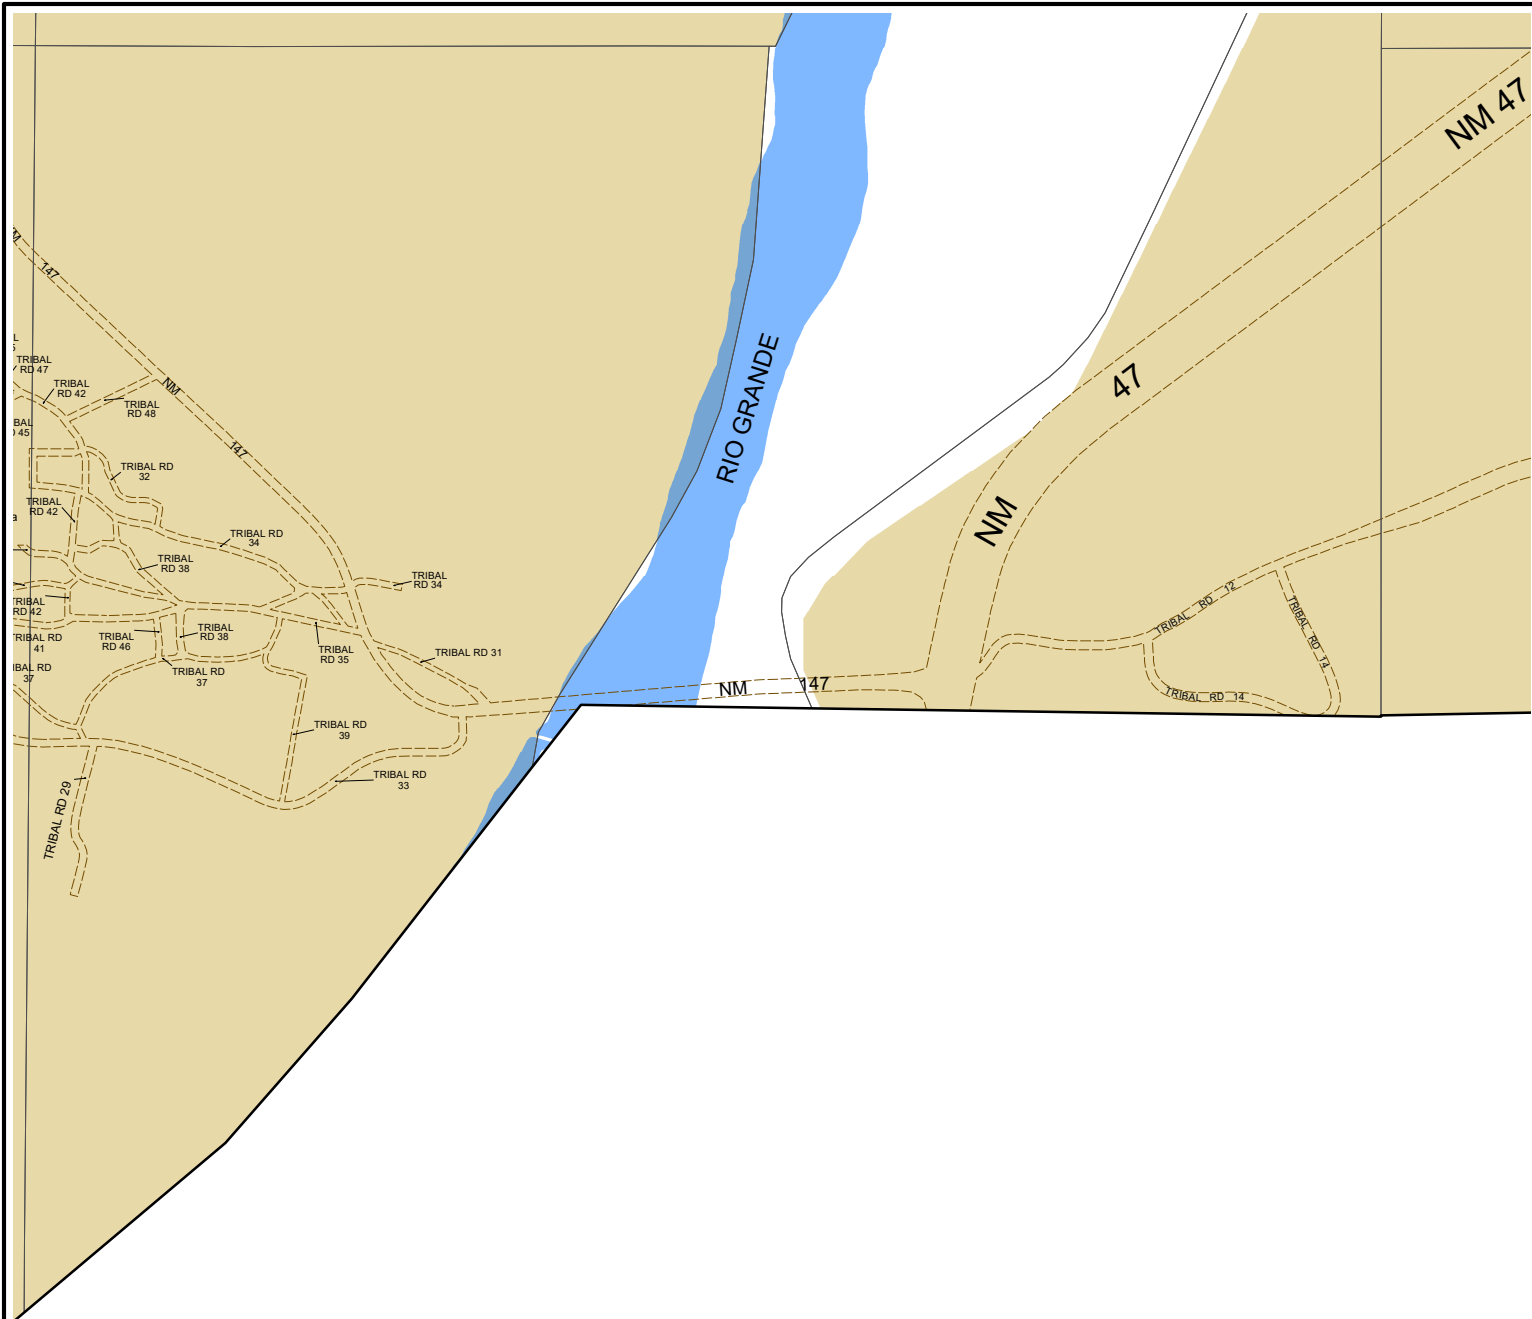 NM 47
147
RIO GRANDE
TRIBAL
RD 47
TRIBAL
RD 42
NM
TRIBAL
RD 48
47
147
TRIBAL RD
32
TRIBAL
RD 42
NM
TRIBAL RD
34
TRIBAL
RD 38
TRIBAL
RD 34
TRIBAL RD 12
TRIBAL
RD 42
TRIBAL RD 14
TRIBAL RD
41
TRIBAL
RD 46
TRIBAL
RD 38
TRIBAL
RD 35
TRIBAL RD 31
TRIBAL RD
37
NM 147
TRIBAL RD 14
TRIBAL RD
39
TRIBAL RD
33
TRIBAL RD 29